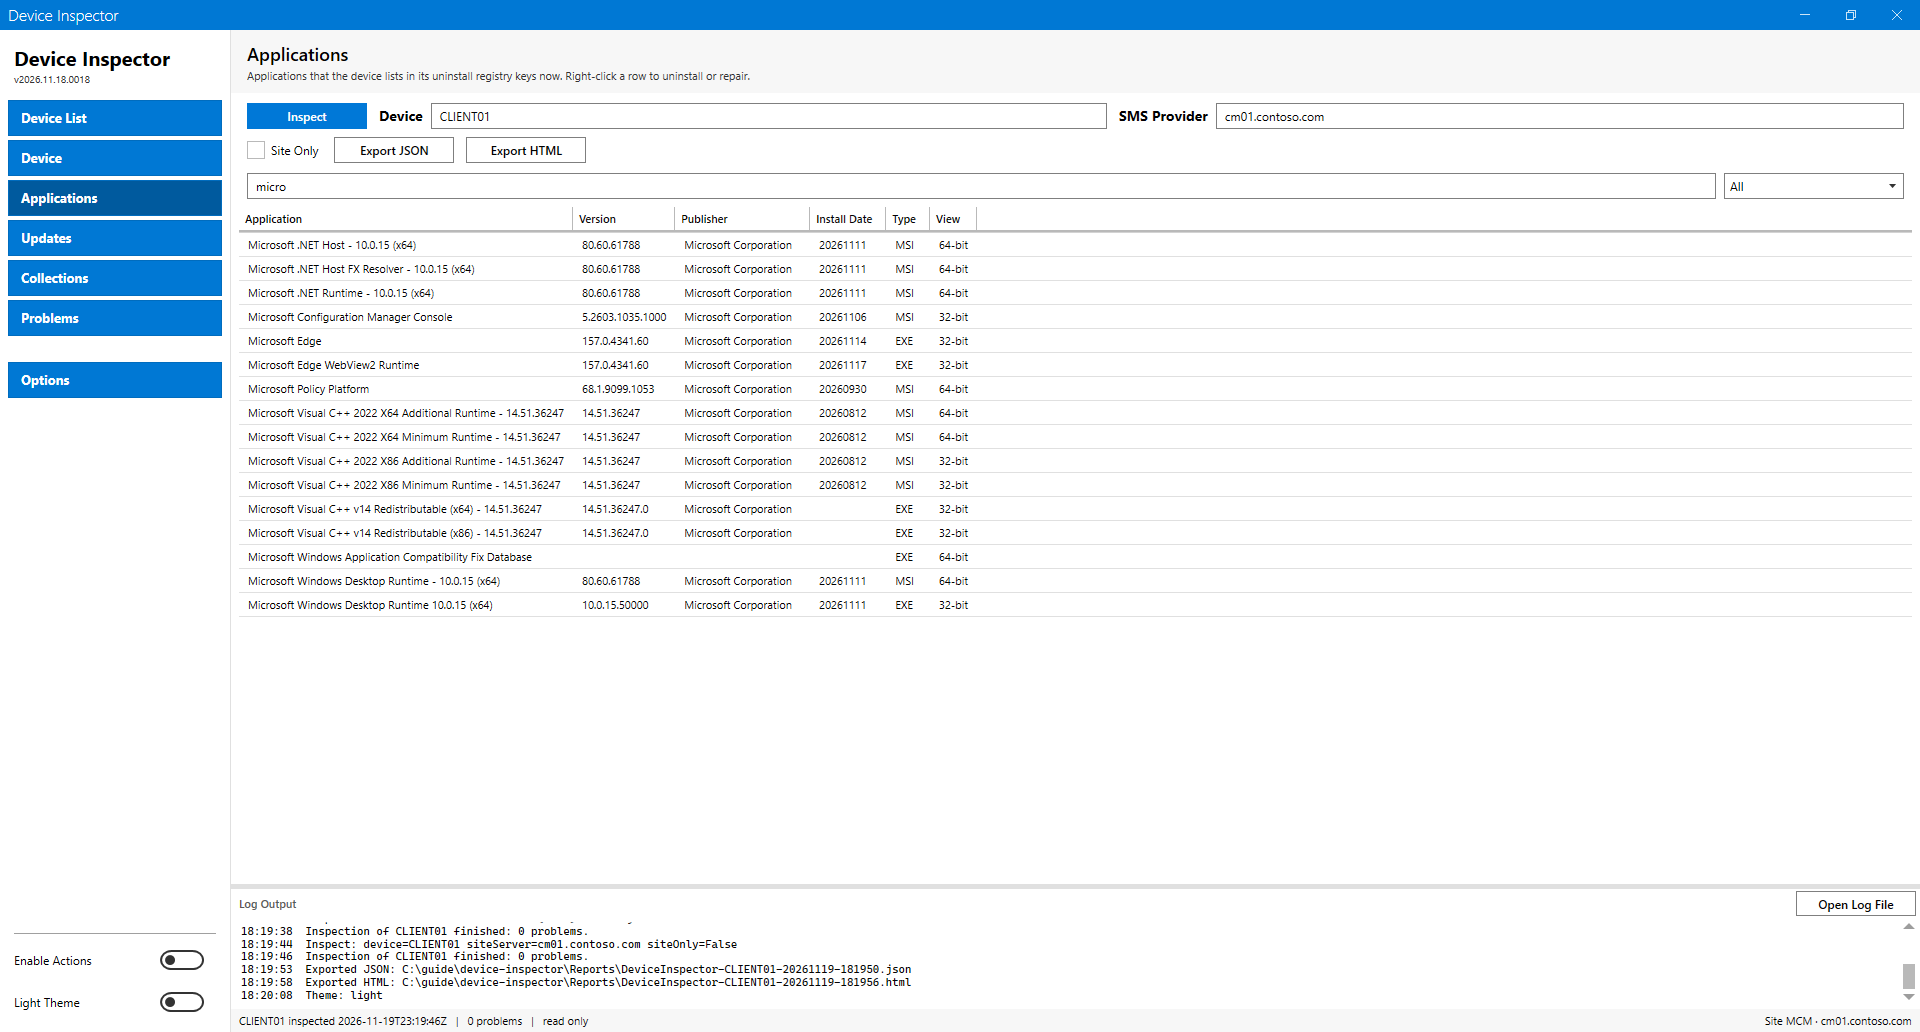 Device Inspector
Device Inspector
v2026.11.18.0018
Device List
Device
Applications
Updates
Collections
Problems
Options
Enable Actions
Light Theme
Applications
Applications that the device lists in its uninstall registry keys now. Right-click a row to uninstall or repair.
Inspect Device CLIENT01 SMS Provider cm01.contoso.com
Site Only Export JSON Export HTML
micro All
Application Version Publisher Install Date Type View
Microsoft .NET Host - 10.0.15 (x64) 80.60.61788 Microsoft Corporation 20261111 MSI 64-bit
Microsoft .NET Host FX Resolver - 10.0.15 (x64) 80.60.61788 Microsoft Corporation 20261111 MSI 64-bit
Microsoft .NET Runtime - 10.0.15 (x64) 80.60.61788 Microsoft Corporation 20261111 MSI 64-bit
Microsoft Configuration Manager Console 5.2603.1035.1000 Microsoft Corporation 20261106 MSI 32-bit
Microsoft Edge 157.0.4341.60 Microsoft Corporation 20261114 EXE 32-bit
Microsoft Edge WebView2 Runtime 157.0.4341.60 Microsoft Corporation 20261117 EXE 32-bit
Microsoft Policy Platform 68.1.9099.1053 Microsoft Corporation 20260930 MSI 64-bit
Microsoft Visual C++ 2022 X64 Additional Runtime - 14.51.36247 14.51.36247 Microsoft Corporation 20260812 MSI 64-bit
Microsoft Visual C++ 2022 X64 Minimum Runtime - 14.51.36247 14.51.36247 Microsoft Corporation 20260812 MSI 64-bit
Microsoft Visual C++ 2022 X86 Additional Runtime - 14.51.36247 14.51.36247 Microsoft Corporation 20260812 MSI 32-bit
Microsoft Visual C++ 2022 X86 Minimum Runtime - 14.51.36247 14.51.36247 Microsoft Corporation 20260812 MSI 32-bit
Microsoft Visual C++ v14 Redistributable (x64) - 14.51.36247 14.51.36247.0 Microsoft Corporation EXE 32-bit
Microsoft Visual C++ v14 Redistributable (x86) - 14.51.36247 14.51.36247.0 Microsoft Corporation EXE 32-bit
Microsoft Windows Application Compatibility Fix Database EXE 64-bit
Microsoft Windows Desktop Runtime - 10.0.15 (x64) 80.60.61788 Microsoft Corporation 20261111 MSI 64-bit
Microsoft Windows Desktop Runtime 10.0.15 (x64) 10.0.15.50000 Microsoft Corporation 20261111 EXE 32-bit
Log Output Open Log File
18:19:38 Inspection of CLIENT01 finished: 0 problems.
18:19:44 Inspect: device=CLIENT01 siteServer=cm01.contoso.com siteOnly=False
18:19:46 Inspection of CLIENT01 finished: 0 problems.
18:19:53 Exported JSON: C:\guide\device-inspector\Reports\DeviceInspector-CLIENT01-20261119-181950.json
18:19:58 Exported HTML: C:\guide\device-inspector\Reports\DeviceInspector-CLIENT01-20261119-181956.html
18:20:08 Theme: light
CLIENT01 inspected 2026-11-19T23:19:46Z | 0 problems | read only Site MCM · cm01.contoso.com